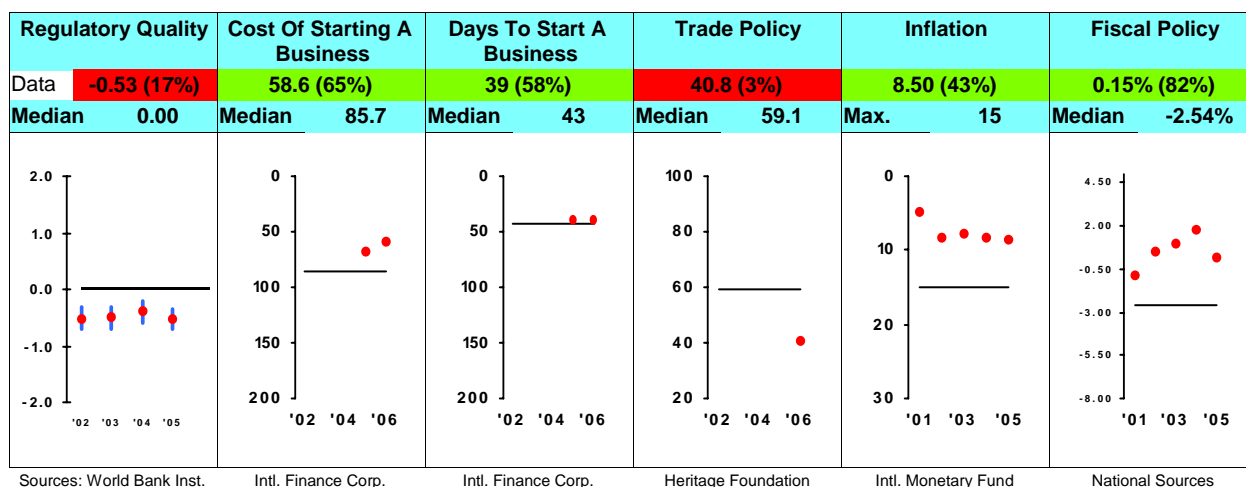 Regulatory Quality
Data -0.53 (17%)
Median 0.00
2.0
1.0
0.0
-1.0
-2.0
'02 '03 '04 '05
Sources: World Bank Inst.
Cost Of Starting A
Business
58.6 (65%)
Median 85.7
0
50
100
150
200
'02 '04 '06
Intl. Finance Corp.
Days To Start A
Business
39 (58%)
Median 43
0
50
100
150
200
'02 '04 '06
Intl. Finance Corp.
Trade Policy
40.8 (3%)
Median 59.1
100
80
60
40
20
'02 '04 '06
Heritage Foundation
Inflation
8.50 (43%)
Max. 15
0
10
20
30
'01 '03 '05
Intl. Monetary Fund
Fiscal Policy
0.15% (82%)
Median -2.54%
4.50
2.00
-0.50
-3.00
-5.50
-8.00
'01 '03 '05
National Sources